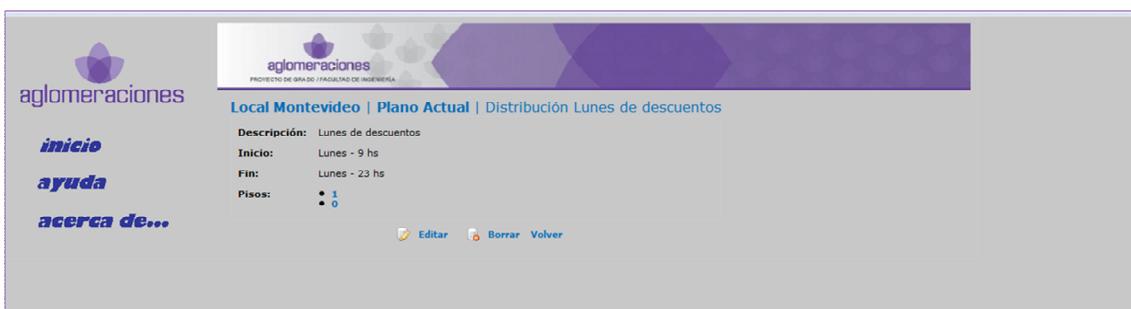 aglomeraciones
inicio
ayuda
acerca de...
aglomeraciones
PROYECTO DE GRADO / FACULTAD DE INGENIERÍA
Local Montevideo | Plano Actual | Distribución Lunes de descuentos
Descripción: Lunes de descuentos
Inicio: Lunes - 9 hs
Fin: Lunes - 23 hs
Pisos: • 1
• 0
Editar Borrar Volver